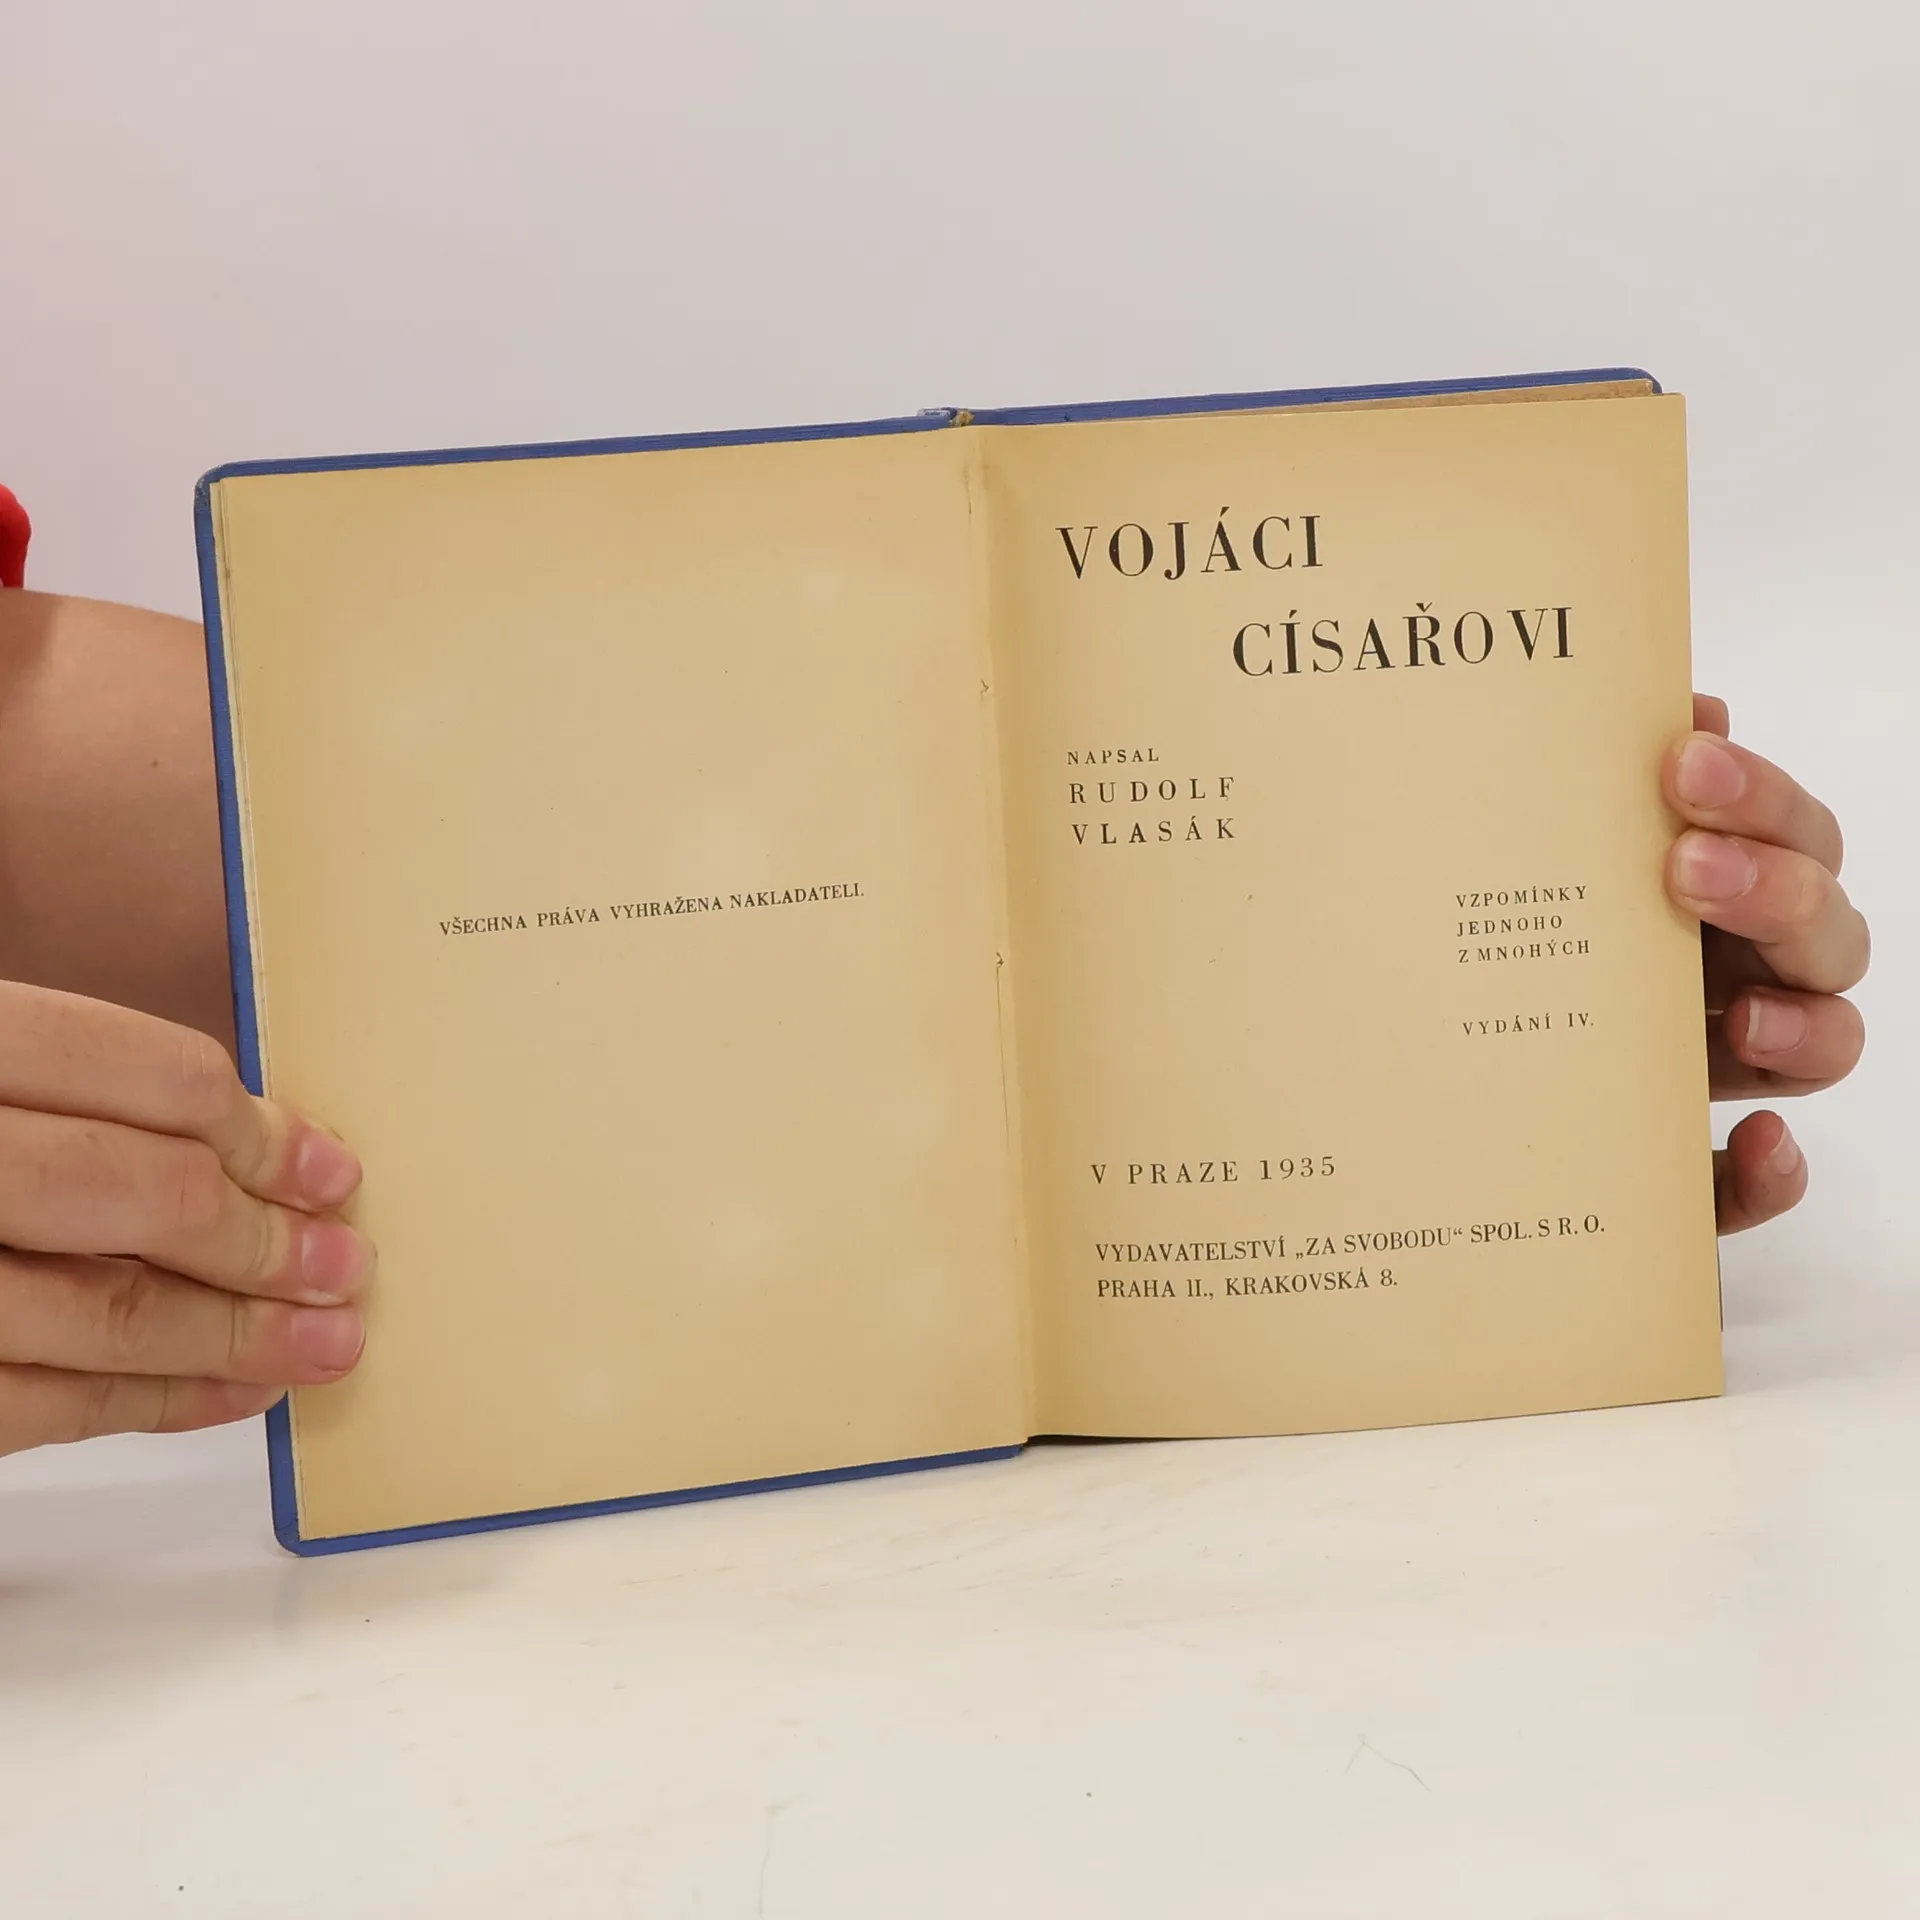 VŠECHNA PRÁVA VYHRAŽENA NAKLADATELI.
VOJÁCI
CÍSAŘOVI
NAPSAL
RUDOLF
VLASÁK
VZPOMÍNKY
JEDNOHO
Z MNOHÝCH
VYDÁNÍ IV.
V PRAZE 1935
VYDAVATELSTVÍ „ZA SVOBODU“ SPOL. S R. O.
PRAHA II., KRAKOVSKÁ 8.